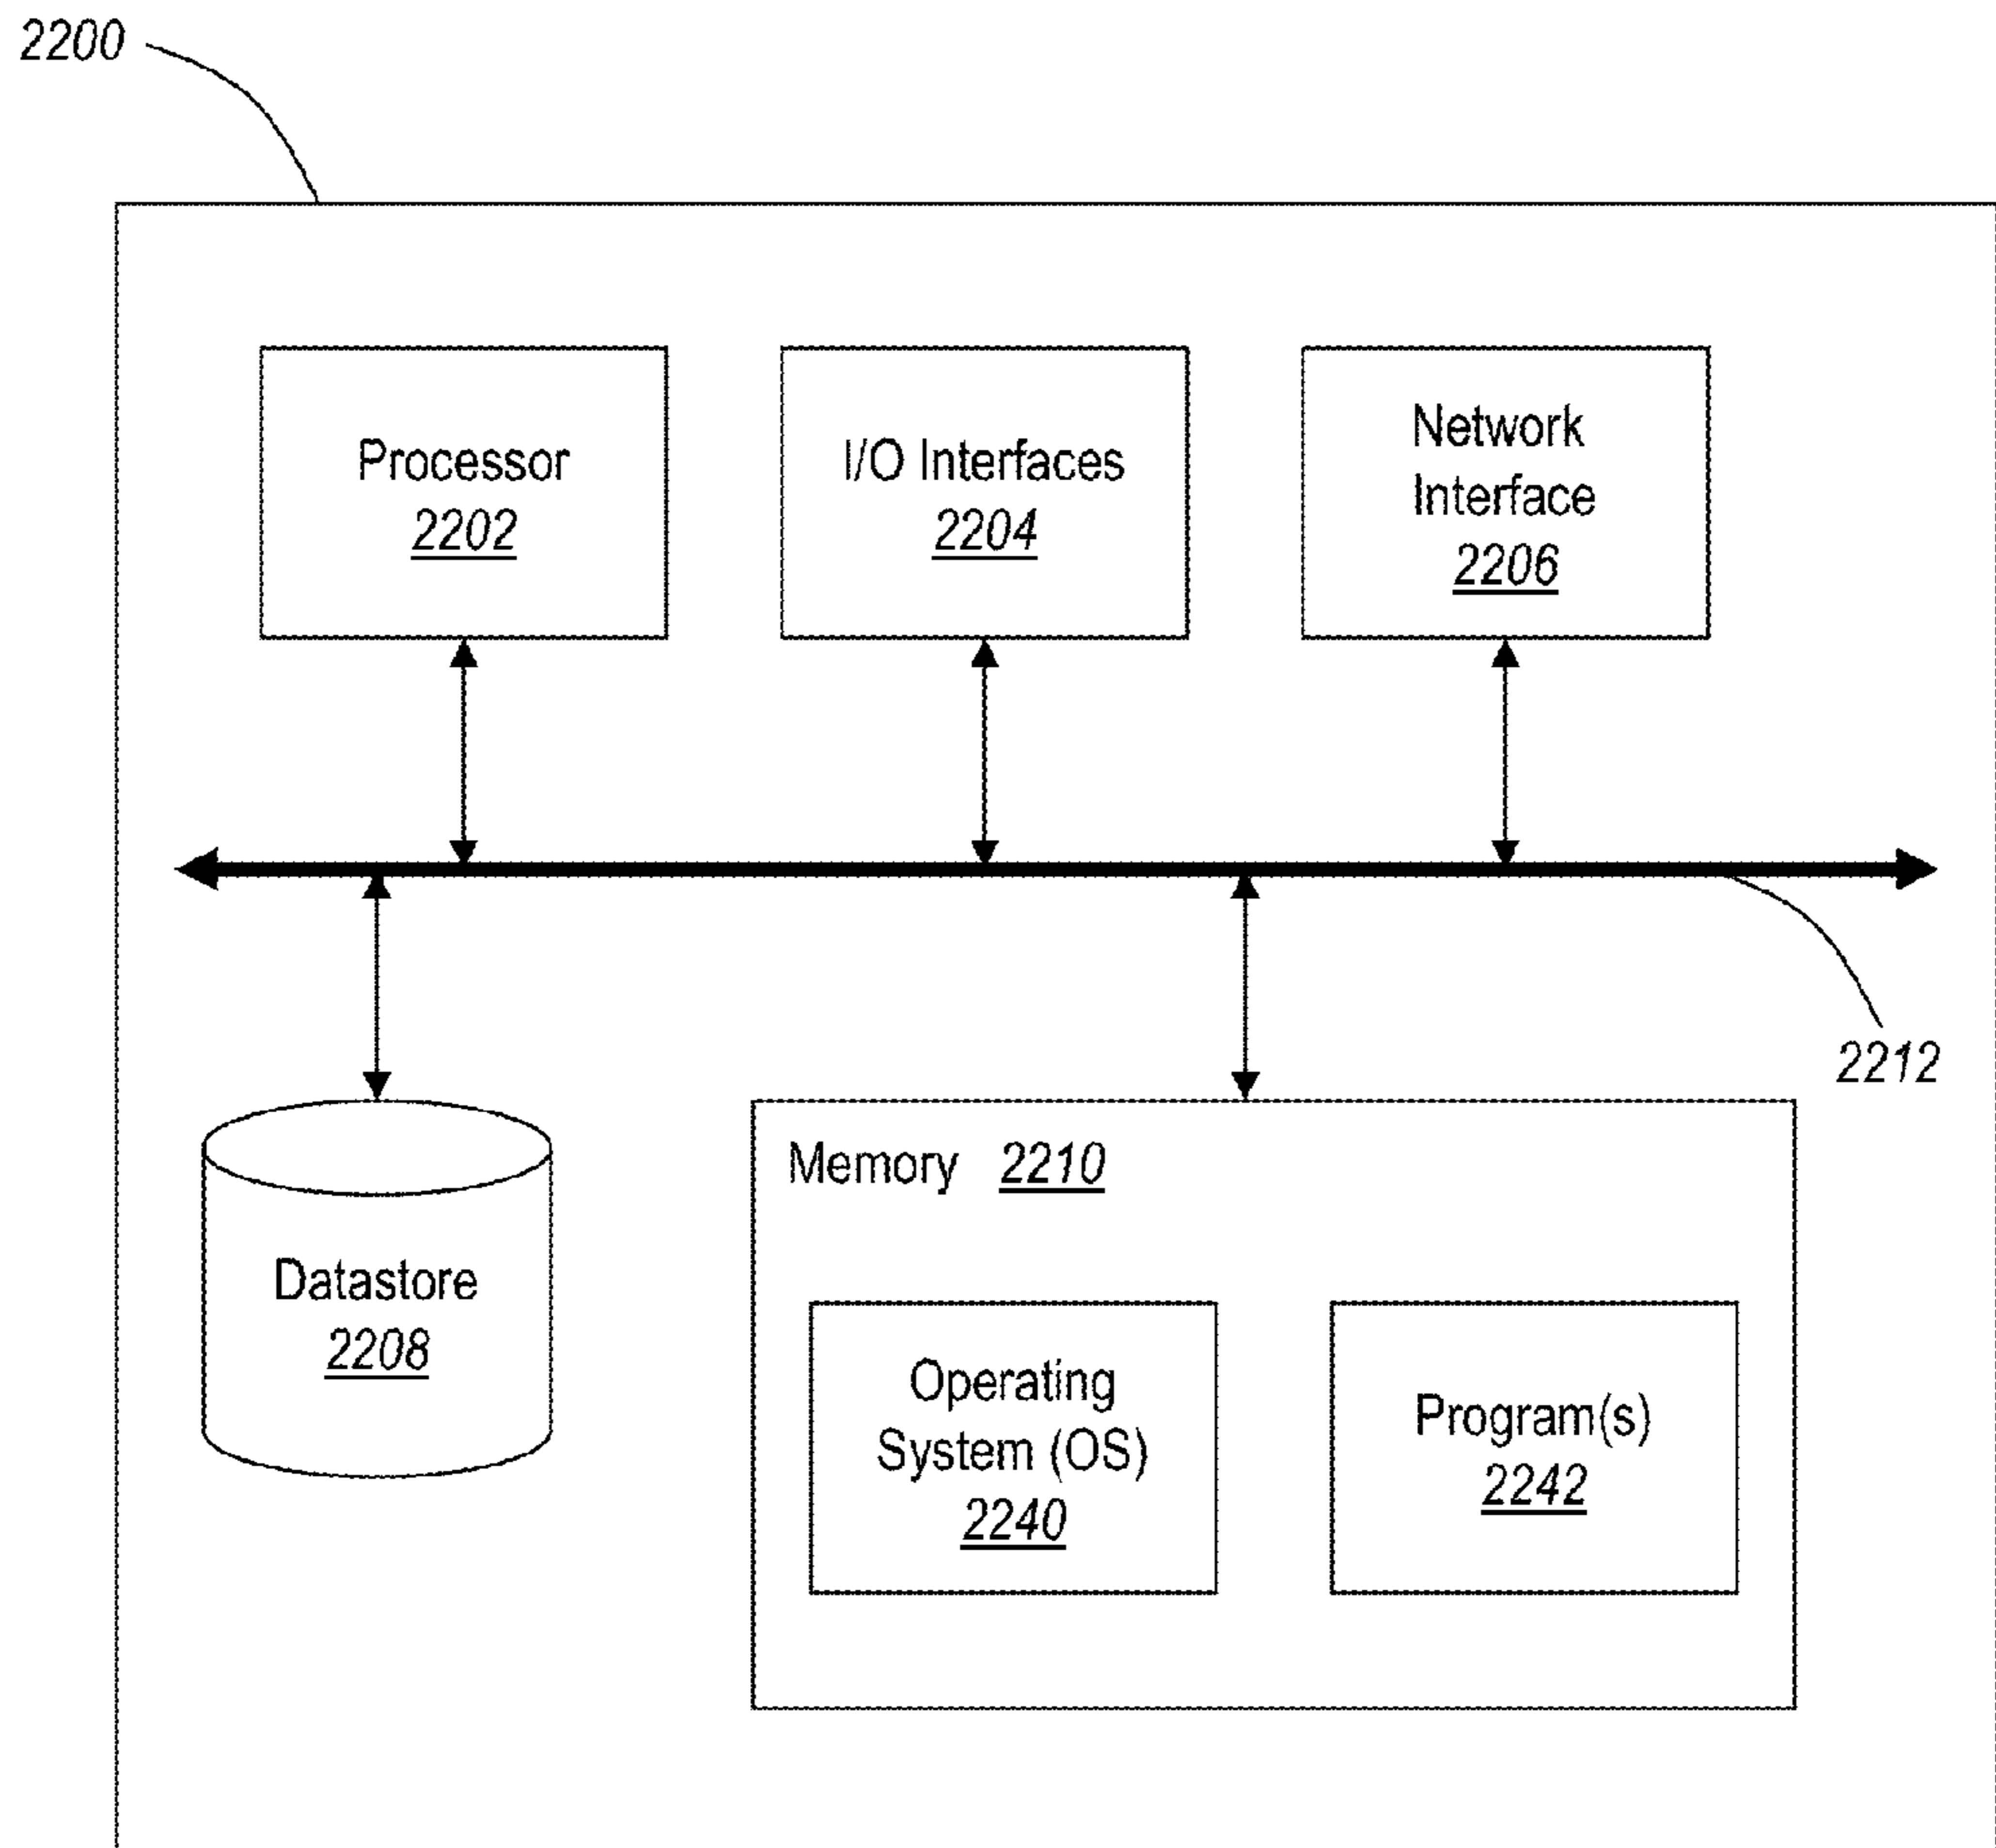 2200
Processor
2202
I/O Interfaces
2204
Network
Interface
2206
2212
Datastore
2208
Memory 2210
Operating
System (OS)
2240
Program(s)
2242